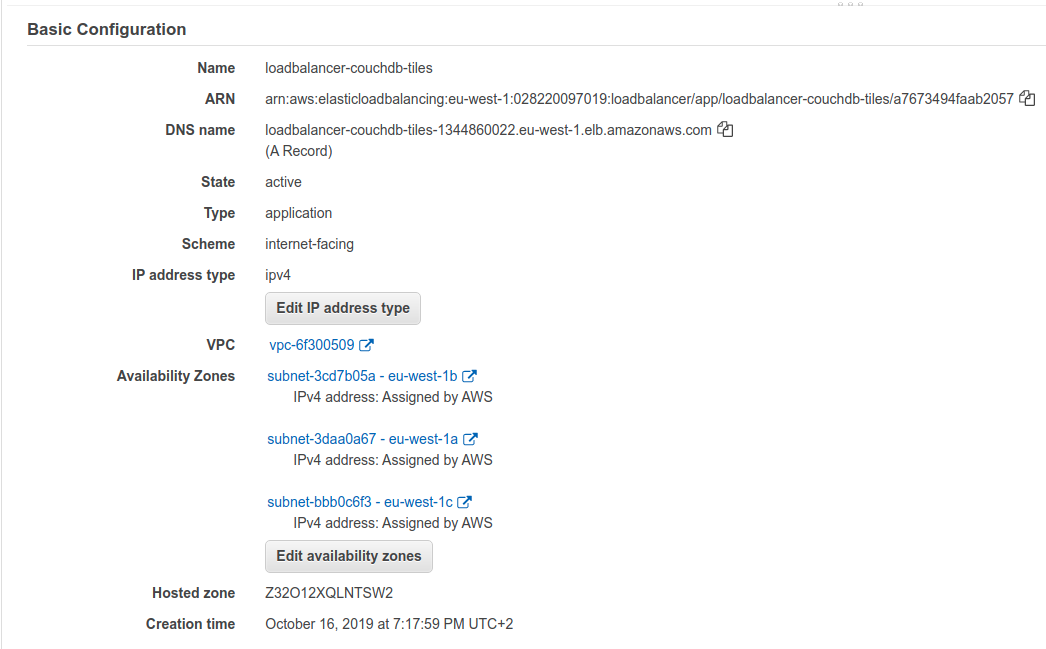 Basic Configuration
Name loadbalancer-couchdb-tiles
ARN arn:aws:elasticloadbalancing:eu-west-1:028220097019:loadbalancer/app/loadbalancer-couchdb-tiles/a7673494faab2057
DNS name loadbalancer-couchdb-tiles-1344860022.eu-west-1.elb.amazonaws.com
(A Record)
State active
Type application
Scheme internet-facing
IP address type ipv4
Edit IP address type
VPC vpc-6f300509
Availability Zones subnet-3cd7b05a - eu-west-1b
IPv4 address: Assigned by AWS
subnet-3daa0a67 - eu-west-1a
IPv4 address: Assigned by AWS
subnet-bbb0c6f3 - eu-west-1c
IPv4 address: Assigned by AWS
Edit availability zones
Hosted zone Z32O12XQLNTSW2
Creation time October 16, 2019 at 7:17:59 PM UTC+2